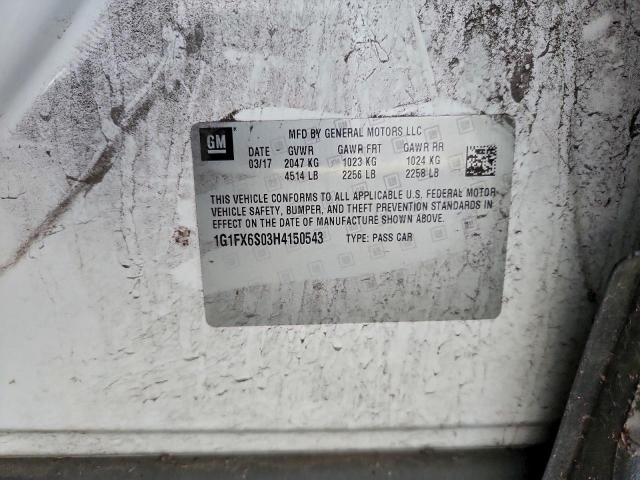 GM
MFD BY GENERAL MOTORS LLC
DATE GVWR GAWR FRT GAWR RR
03/17 2047 KG 1023 KG 1024 KG
4514 LB 2256 LB 2258 LB
THIS VEHICLE CONFORMS TO ALL APPLICABLE U.S. FEDERAL MOTOR
VEHICLE SAFETY, BUMPER, AND THEFT PREVENTION STANDARDS IN
EFFECT ON THE DATE OF MANUFACTURE SHOWN ABOVE.
1G1FX6S03H4150543 TYPE: PASS CAR